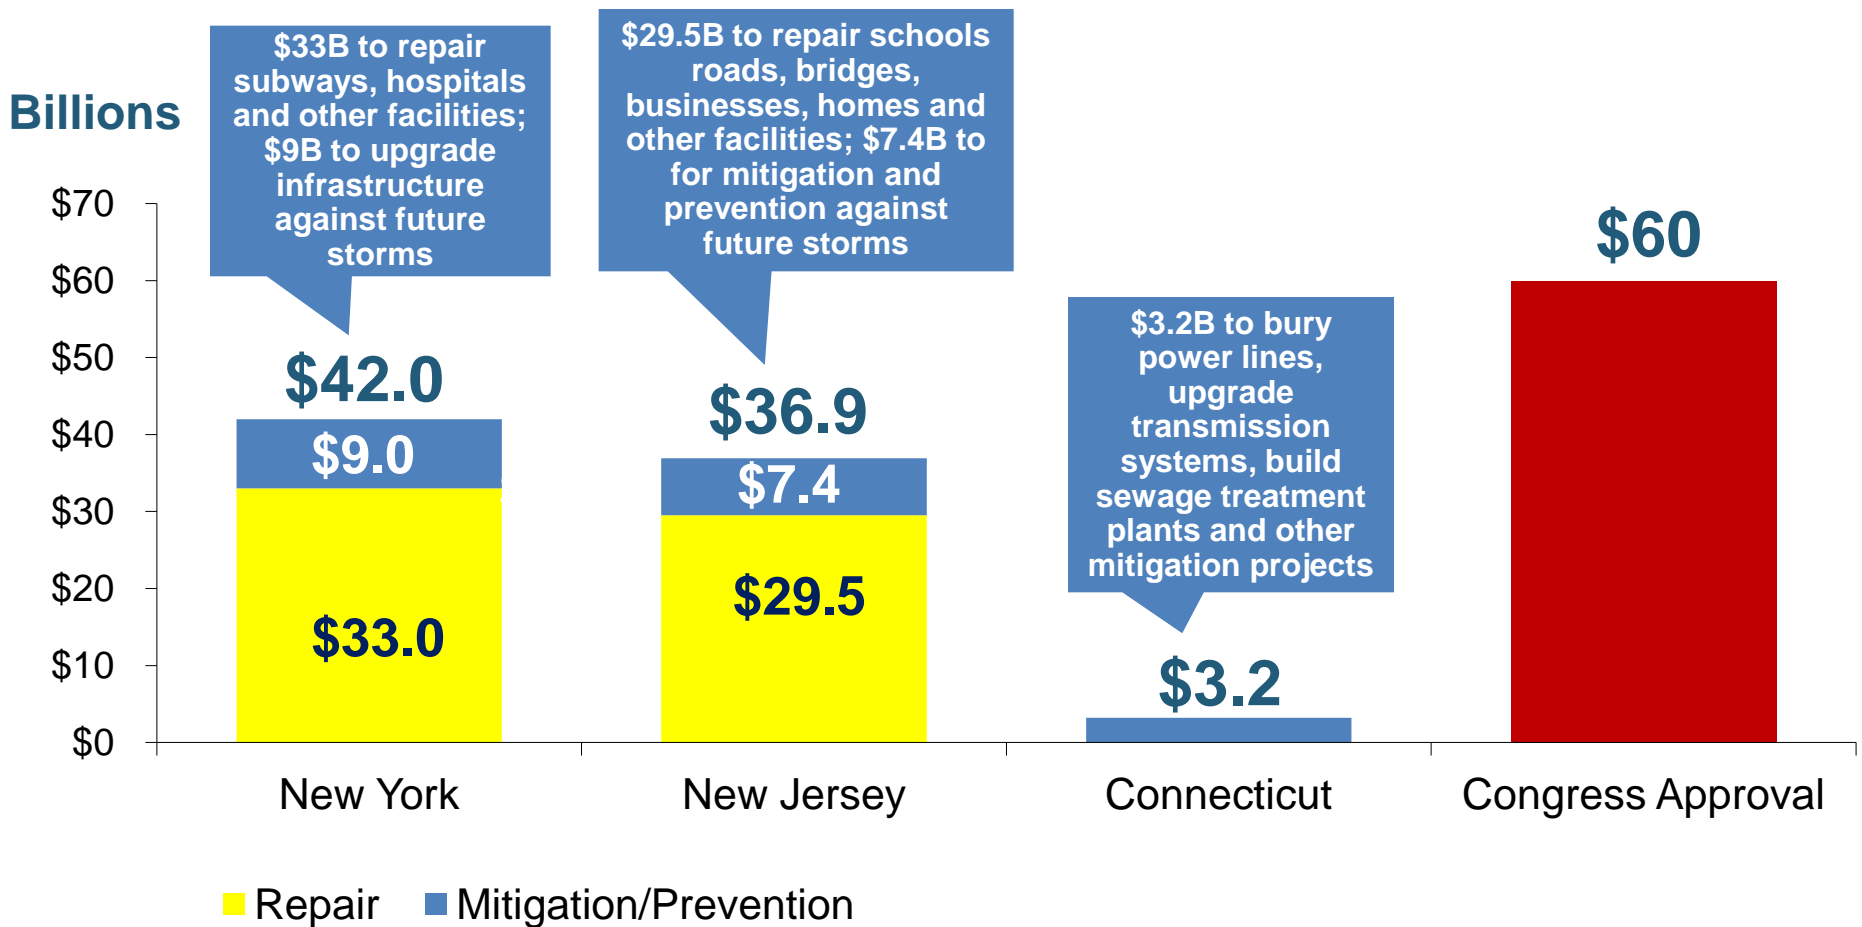 $33B to repair
subways, hospitals
and other facilities;
$9B to upgrade
infrastructure
against future
storms
$29.5B to repair schools
roads, bridges,
businesses, homes and
other facilities; $7.4B to
for mitigation and
prevention against
future storms
Billions
$70
$60
$50
$40
$30
$20
$10
$0
$42.0
$9.0
$33.0
$36.9
$7.4
$29.5
$3.2B to bury
power lines,
upgrade
transmission
systems, build
sewage treatment
plants and other
mitigation projects
$3.2
$60
New York
New Jersey
Connecticut
Congress Approval
Repair
Mitigation/Prevention